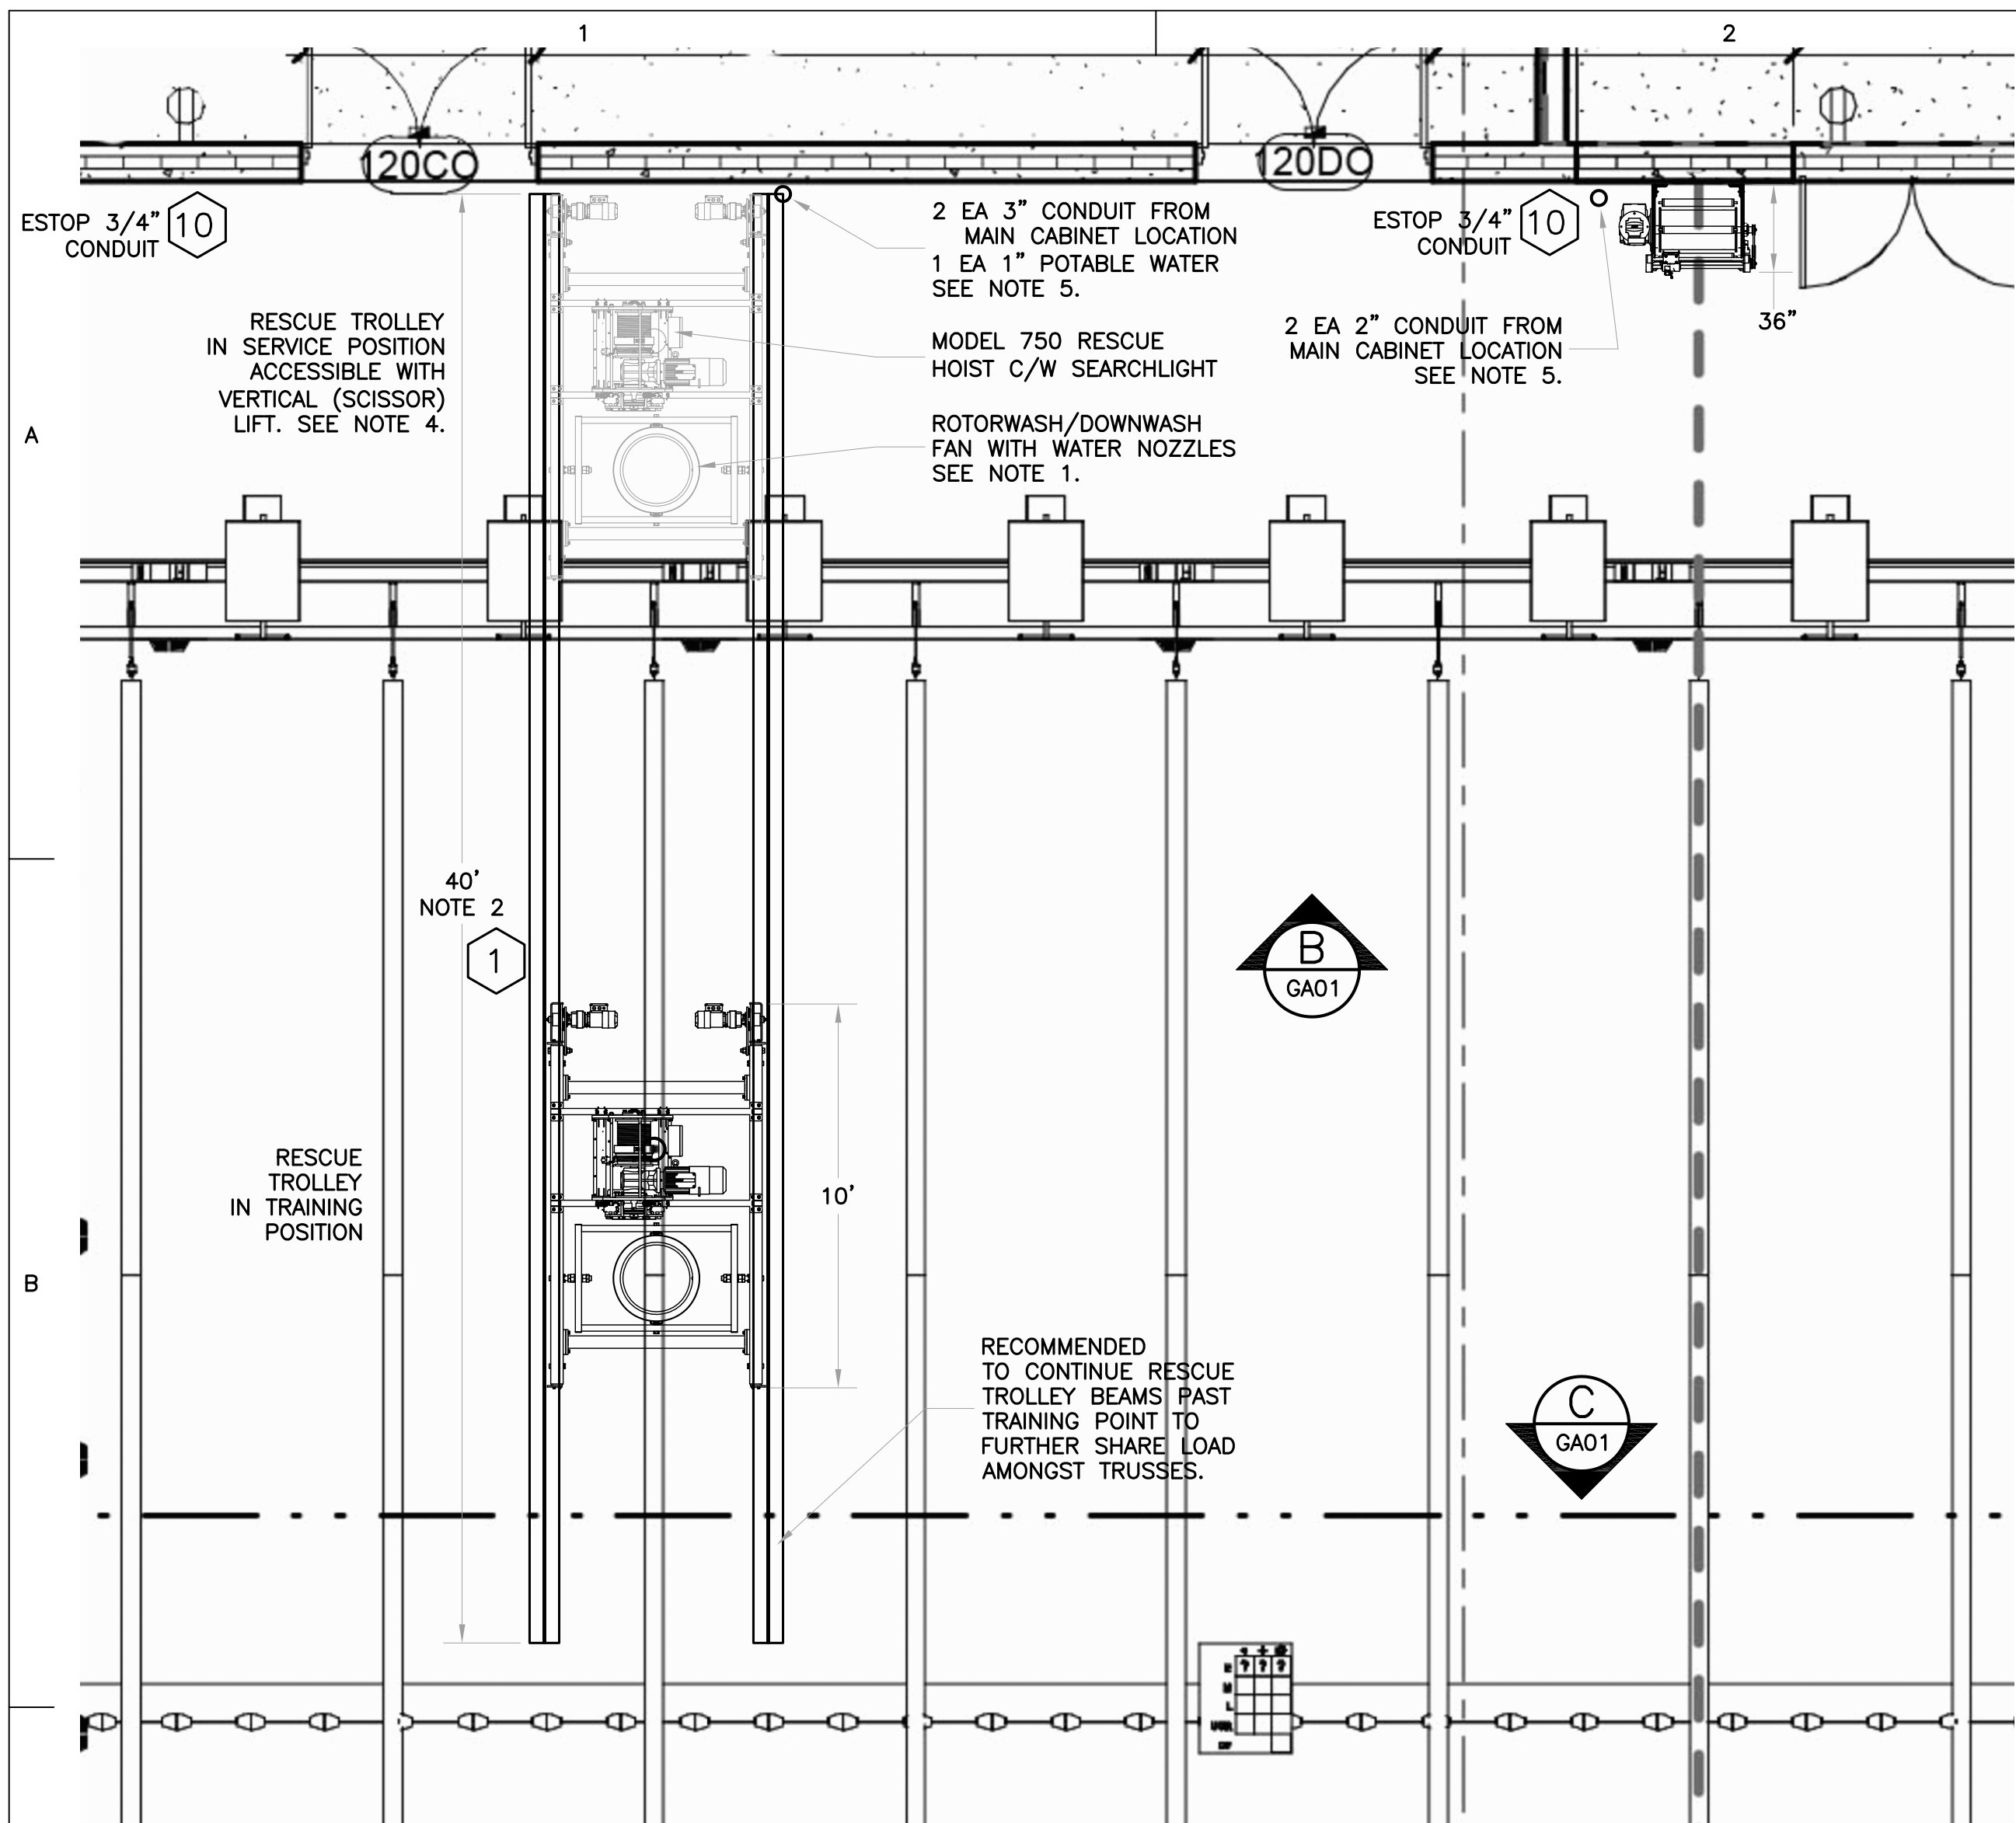 1
2
120CO
120DO
ESTOP 3/4”
CONDUIT
10
2 EA 3” CONDUIT FROM
MAIN CABINET LOCATION
1 EA 1” POTABLE WATER
SEE NOTE 5.
ESTOP 3/4”
CONDUIT
10
36”
RESCUE TROLLEY
IN SERVICE POSITION
ACCESSIBLE WITH
VERTICAL (SCISSOR)
LIFT. SEE NOTE 4.
MODEL 750 RESCUE
HOIST C/W SEARCHLIGHT
2 EA 2” CONDUIT FROM
MAIN CABINET LOCATION
SEE NOTE 5.
ROTORWASH/DOWNWASH
FAN WITH WATER NOZZLES
SEE NOTE 1.
A
40’
NOTE 2
1
B
GA01
RESCUE
TROLLEY
IN TRAINING
POSITION
10’
B
RECOMMENDED
TO CONTINUE RESCUE
TROLLEY BEAMS PAST
TRAINING POINT TO
FURTHER SHARE LOAD
AMONGST TRUSSES.
C
GA01
? ? ?